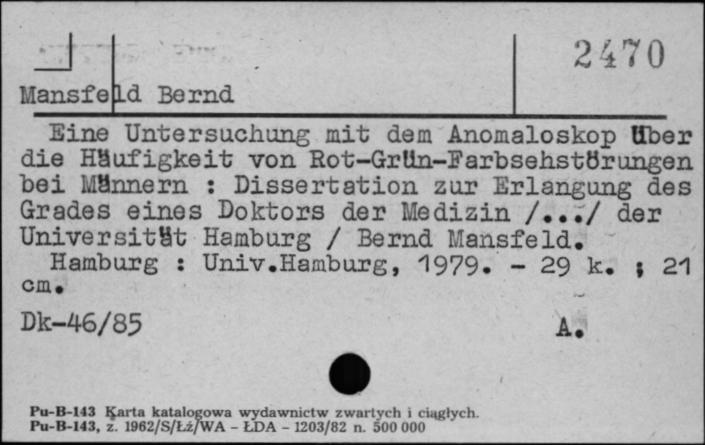 2470
Mansfeld Bernd
Eine Untersuchung mit dem Anomaloskop über
die Häufigkeit von Rot-Grün-Farbsehstörungen
bei Männern : Dissertation zur Erlangung des
Grades eines Doktors der Medizin /.../ der
Universität Hamburg / Bernd Mansfeld.
Hamburg : Univ.Hamburg, 1979. - 29 k. ; 21
cm.
Dk-46/85 A.
Pu-B-143 Karta katalogowa wydawnictw zwartych i ciągłych.
Pu-B-143, z. 1962/S/Łż/WA - ŁDA - 1203/82 n. 500 000